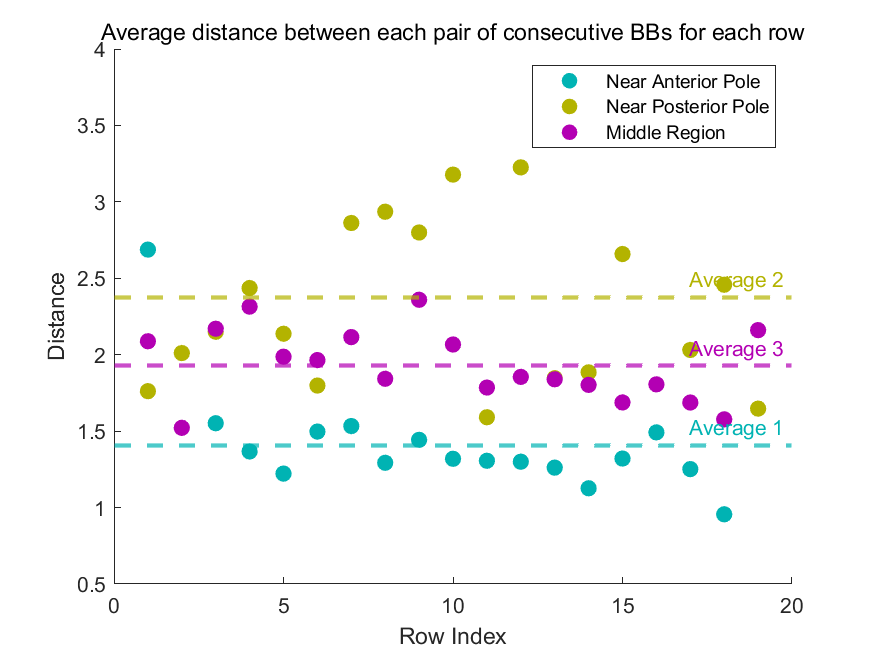 Average distance between each pair of consecutive BBs for each row
4
Near Anterior Pole
Near Posterior Pole
Middle Region
3.5
3
2.5
Average 2
Distance
2
Average 3
1.5
Average 1
1
0.5
0
5
10
15
20
Row Index